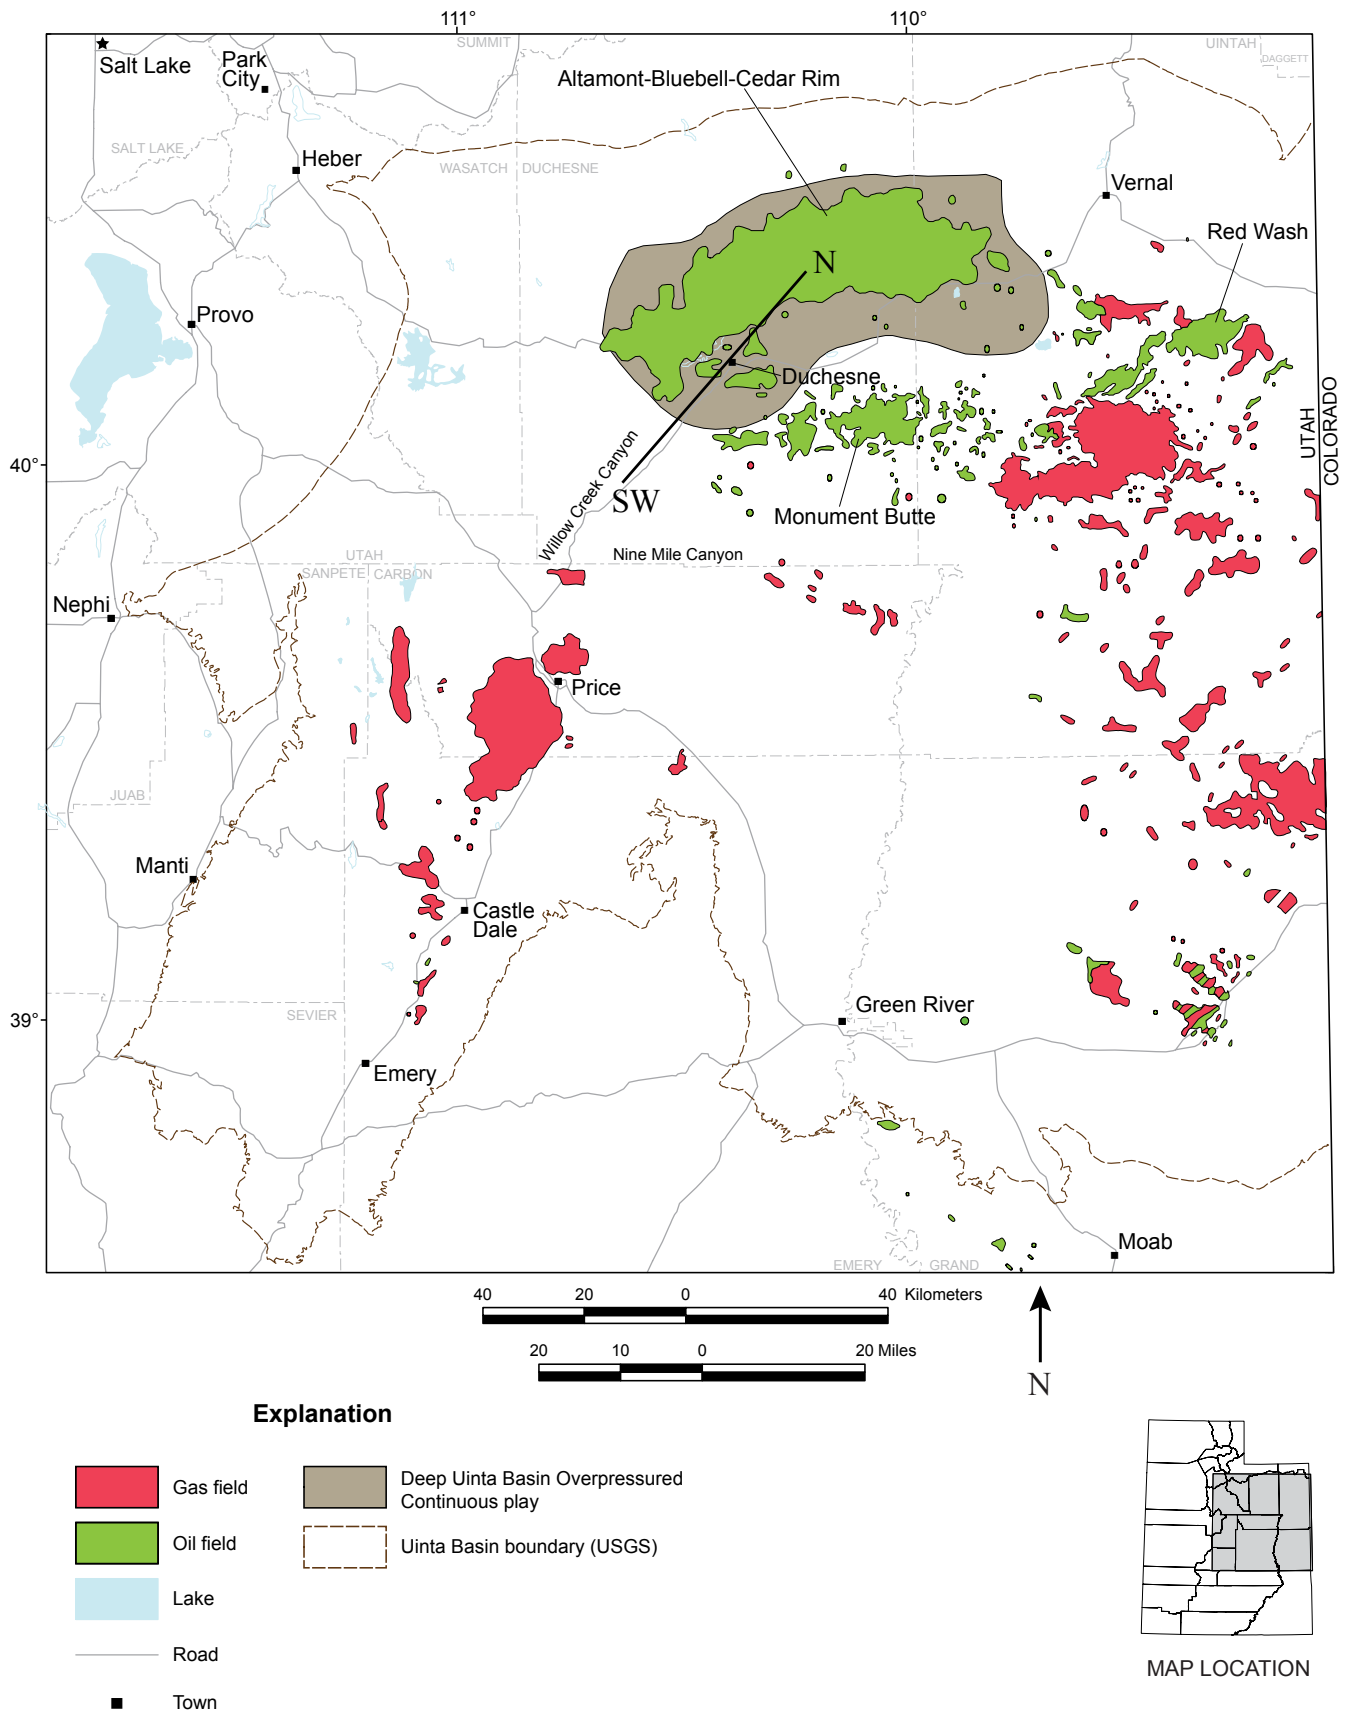 111°
110°
SUMMIT
UINTAH
DAGGETT
Salt Lake
Park
City
Altamont-Bluebell-Cedar Rim
SALT LAKE
Heber
WASATCH
DUCHESNE
Vernal
Red Wash
N
Provo
Duchesne
UTAH
COLORADO
40°
Willow Creek Canyon
SW
Monument Butte
Nine Mile Canyon
UTAH
SANPETE
CARBON
Nephi
Price
JUAB
Manti
Castle
Dale
Green River
39°
SEVIER
Emery
Moab
EMERY
GRAND
40
20
0
40 Kilometers
20
10
0
20 Miles
N
Explanation
Gas field
Deep Uinta Basin Overpressured
Continuous play
Oil field
Uinta Basin boundary (USGS)
Lake
Road
Town
MAP LOCATION